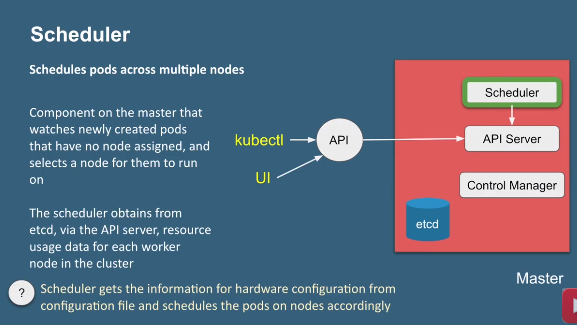 Scheduler
Schedules pods across multiple nodes
Component on the master that
watches newly created pods
that have no node assigned, and
selects a node for them to run
on
The scheduler obtains from
etcd, via the API server, resource
usage data for each worker
node in the cluster
? Scheduler gets the information for hardware configuration from
configuration file and schedules the pods on nodes accordingly
kubectl
UI
API
Scheduler
API Server
Control Manager
etcd
Master